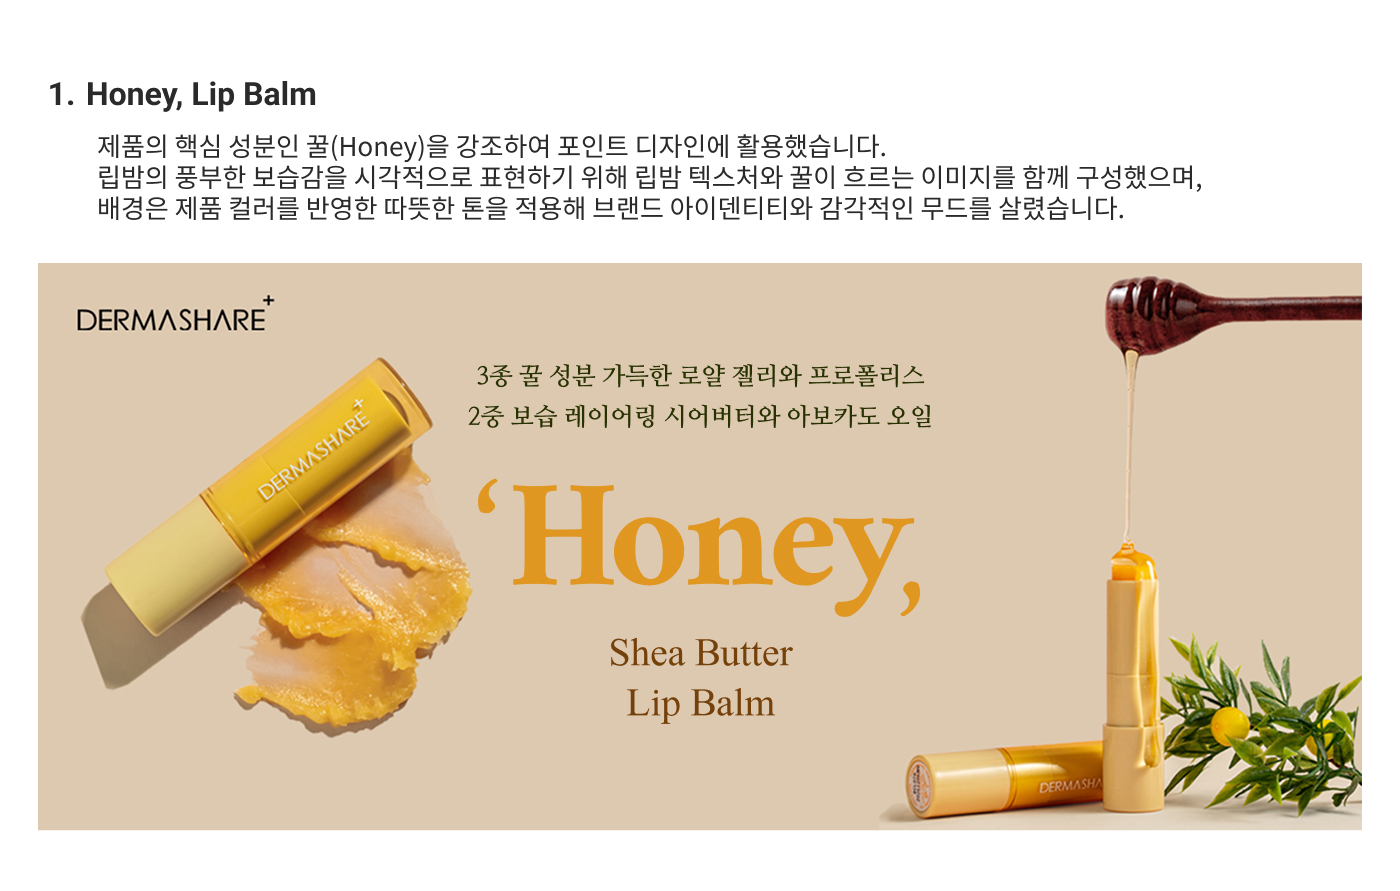 1. Honey, Lip Balm
제품의 핵심 성분인 꿀(Honey)을 강조하여 포인트 디자인에 활용했습니다.
립밤의 풍부한 보습감을 시각적으로 표현하기 위해 립밤 텍스처와 꿀이 흐르는 이미지를 함께 구성했으며,
배경은 제품 컬러를 반영한 따뜻한 톤을 적용해 브랜드 아이덴티티와 감각적인 무드를 살렸습니다.
DERMASHARE+
3종 꿀 성분 가득한 로얄 젤리와 프로폴리스
2중 보습 레이어링 시어버터와 아보카도 오일
DERMASHARE+
‘Honey,
Shea Butter
Lip Balm
DERMASHA